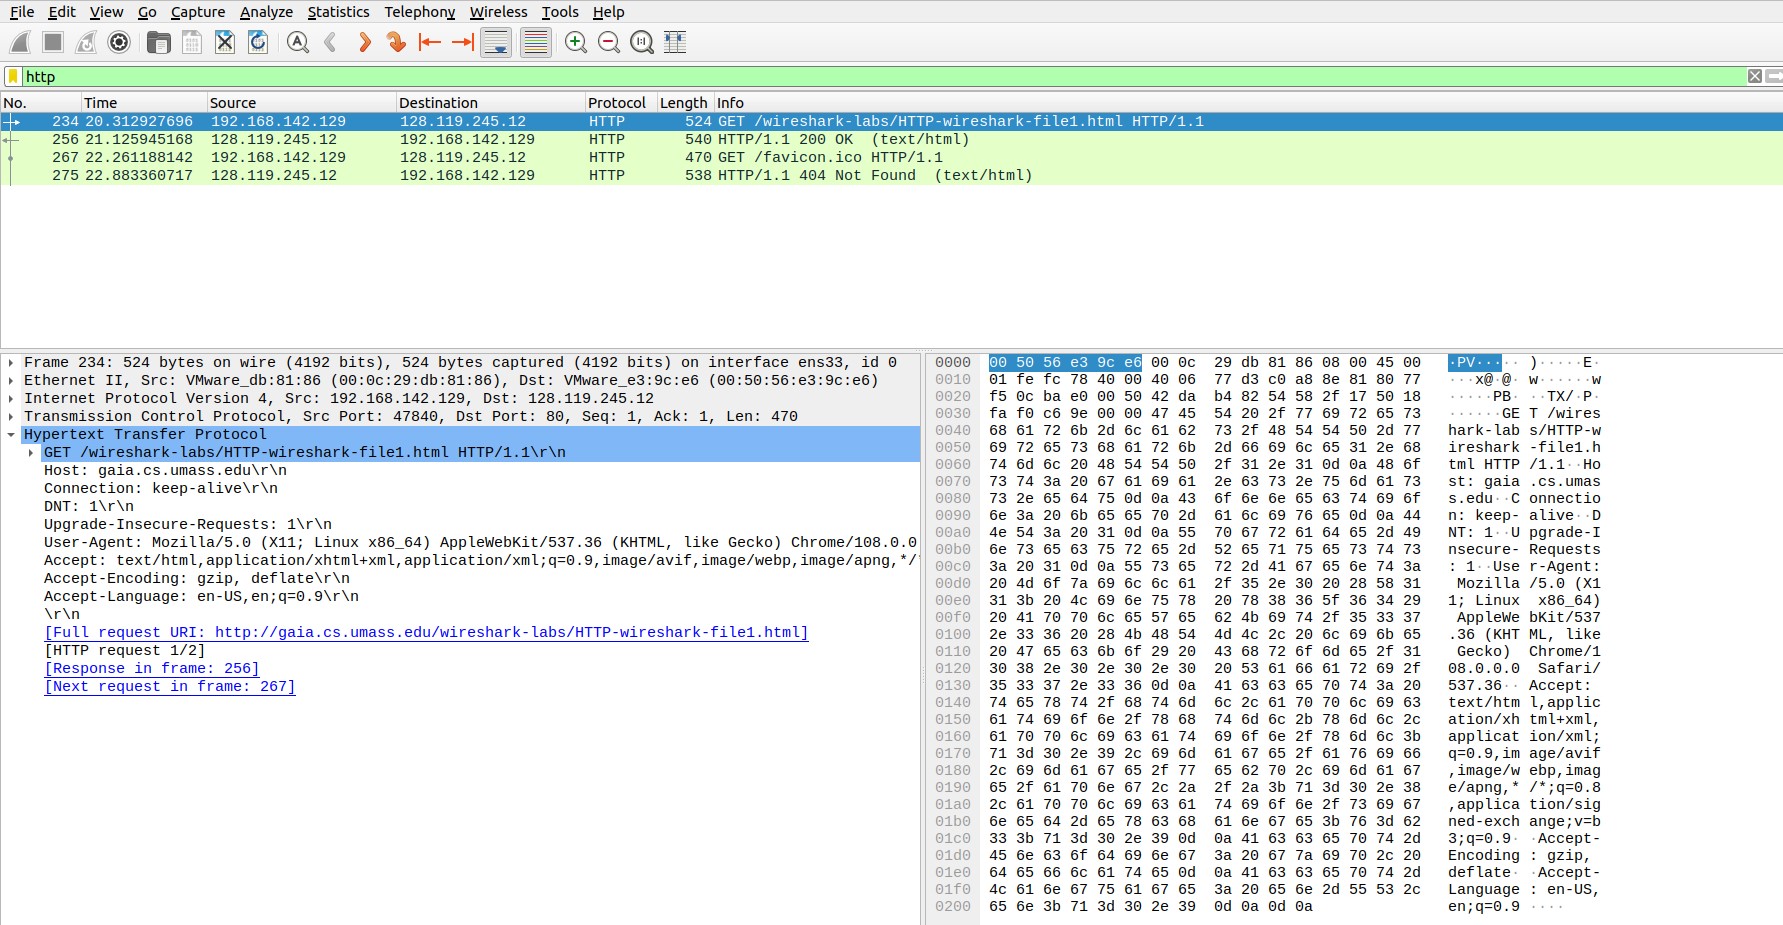 File Edit View Go Capture Analyze Statistics Telephony Wireless Tools Help
http
No. Time Source Destination Protocol Length Info
234 20.312927696 192.168.142.129 128.119.245.12 HTTP 524 GET /wireshark-labs/HTTP-wireshark-file1.html HTTP/1.1
256 21.125945168 128.119.245.12 192.168.142.129 HTTP 540 HTTP/1.1 200 OK (text/html)
267 22.261188142 192.168.142.129 128.119.245.12 HTTP 470 GET /favicon.ico HTTP/1.1
275 22.883360717 128.119.245.12 192.168.142.129 HTTP 538 HTTP/1.1 404 Not Found (text/html)
Frame 234: 524 bytes on wire (4192 bits), 524 bytes captured (4192 bits) on interface ens33, id 0
Ethernet II, Src: VMware_db:81:86 (00:0c:29:db:81:86), Dst: VMware_e3:9c:e6 (00:50:56:e3:9c:e6)
Internet Protocol Version 4, Src: 192.168.142.129, Dst: 128.119.245.12
Transmission Control Protocol, Src Port: 47840, Dst Port: 80, Seq: 1, Ack: 1, Len: 470
Hypertext Transfer Protocol
GET /wireshark-labs/HTTP-wireshark-file1.html HTTP/1.1\r\n
Host: gaia.cs.umass.edu\r\n
Connection: keep-alive\r\n
DNT: 1\r\n
Upgrade-Insecure-Requests: 1\r\n
User-Agent: Mozilla/5.0 (X11; Linux x86_64) AppleWebKit/537.36 (KHTML, like Gecko) Chrome/108.0.0
Accept: text/html,application/xhtml+xml,application/xml;q=0.9,image/avif,image/webp,image/apng,*/*
Accept-Encoding: gzip, deflate\r\n
Accept-Language: en-US,en;q=0.9\r\n
\r\n
[Full request URI: http://gaia.cs.umass.edu/wireshark-labs/HTTP-wireshark-file1.html]
[HTTP request 1/2]
[Response in frame: 256]
[Next request in frame: 267]
0000 00 50 56 e3 9c e6 00 0c 29 db 81 86 08 00 45 00 ·PV····· )·····E·
0010 01 fe fc 78 40 00 40 06 77 d3 c0 a8 8e 81 80 77 ···x@·@· w······w
0020 f5 0c ba e0 00 50 42 da b4 82 54 58 2f 17 50 18 ·····PB· ··TX/·P·
0030 fa f0 c6 9e 00 00 47 45 54 20 2f 77 69 72 65 73 ······GE T /wires
0040 68 61 72 6b 2d 6c 61 62 73 2f 48 54 54 50 2d 77 hark-lab s/HTTP-w
0050 69 72 65 73 68 61 72 6b 2d 66 69 6c 65 31 2e 68 ireshark -file1.h
0060 74 6d 6c 20 48 54 54 50 2f 31 2e 31 0d 0a 48 6f tml HTTP /1.1··Ho
0070 73 74 3a 20 67 61 69 61 2e 63 73 2e 75 6d 61 73 st: gaia .cs.umas
0080 73 2e 65 64 75 0d 0a 43 6f 6e 6e 65 63 74 69 6f s.edu··C onnectio
0090 6e 3a 20 6b 65 65 70 2d 61 6c 69 76 65 0d 0a 44 n: keep- alive··D
00a0 4e 54 3a 20 31 0d 0a 55 70 67 72 61 64 65 2d 49 NT: 1··U pgrade-I
00b0 6e 73 65 63 75 72 65 2d 52 65 71 75 65 73 74 73 nsecure- Requests
00c0 3a 20 31 0d 0a 55 73 65 72 2d 41 67 65 6e 74 3a : 1··Use r-Agent:
00d0 20 4d 6f 7a 69 6c 6c 61 2f 35 2e 30 20 28 58 31 Mozilla /5.0 (X1
00e0 31 3b 20 4c 69 6e 75 78 20 78 38 36 5f 36 34 29 1; Linux x86_64)
00f0 20 41 70 70 6c 65 57 65 62 4b 69 74 2f 35 33 37 AppleWe bKit/537
0100 2e 33 36 20 28 4b 48 54 4d 4c 2c 20 6c 69 6b 65 .36 (KHT ML, like
0110 20 47 65 63 6b 6f 29 20 43 68 72 6f 6d 65 2f 31 Gecko) Chrome/1
0120 30 38 2e 30 2e 30 2e 30 20 53 61 66 61 72 69 2f 08.0.0.0 Safari/
0130 35 33 37 2e 33 36 0d 0a 41 63 63 65 70 74 3a 20 537.36·· Accept:
0140 74 65 78 74 2f 68 74 6d 6c 2c 61 70 70 6c 69 63 text/htm l,applic
0150 61 74 69 6f 6e 2f 78 68 74 6d 6c 2b 78 6d 6c 2c ation/xh tml+xml,
0160 61 70 70 6c 69 63 61 74 69 6f 6e 2f 78 6d 6c 3b applicat ion/xml;
0170 71 3d 30 2e 39 2c 69 6d 61 67 65 2f 61 76 69 66 q=0.9,im age/avif
0180 2c 69 6d 61 67 65 2f 77 65 62 70 2c 69 6d 61 67 ,image/w ebp,imag
0190 65 2f 61 70 6e 67 2c 2a 2f 2a 3b 71 3d 30 2e 38 e/apng,* /*;q=0.8
01a0 2c 61 70 70 6c 69 63 61 74 69 6f 6e 2f 73 69 67 ,applica tion/sig
01b0 6e 65 64 2d 65 78 63 68 61 6e 67 65 3b 76 3d 62 ned-exch ange;v=b
01c0 33 3b 71 3d 30 2e 39 0d 0a 41 63 63 65 70 74 2d 3;q=0.9· ·Accept-
01d0 45 6e 63 6f 64 69 6e 67 3a 20 67 7a 69 70 2c 20 Encoding : gzip,
01e0 64 65 66 6c 61 74 65 0d 0a 41 63 63 65 70 74 2d deflate· ·Accept-
01f0 4c 61 6e 67 75 61 67 65 3a 20 65 6e 2d 55 53 2c Language : en-US,
0200 65 6e 3b 71 3d 30 2e 39 0d 0a 0d 0a en;q=0.9 ····